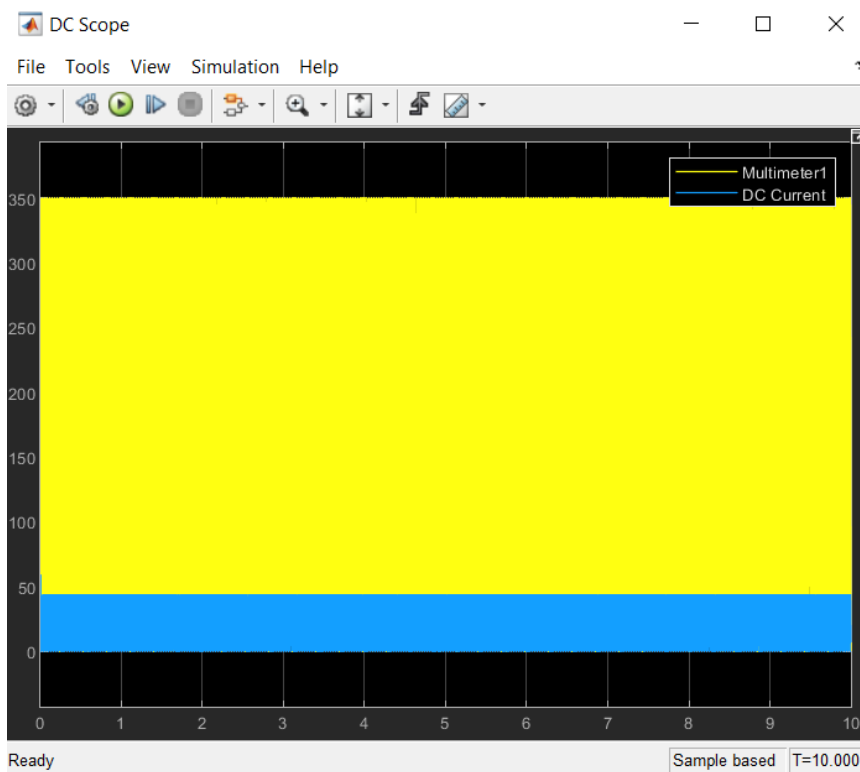 DC Scope
File Tools View Simulation Help
Multimeter1
DC Current
350
300
250
200
150
100
50
0
0 1 2 3 4 5 6 7 8 9 10
Ready Sample based T=10.000